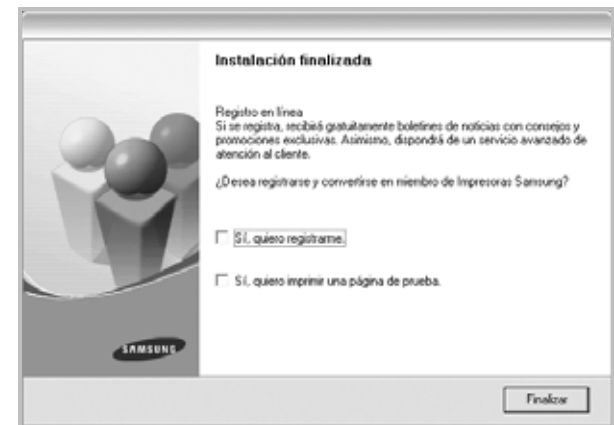 Instalación finalizada
Registro en línea
Si se registra, recibirá gratuitamente boletines de noticias con consejos y
promociones exclusivas. Asimismo, dispondrá de un servicio avanzado de
atención al cliente.
¿Desea registrarse y convertirse en miembro de Impresoras Samsung?
Sí, quiero registrarme.
Sí, quiero imprimir una página de prueba.
SAMSUNG
Finalizar